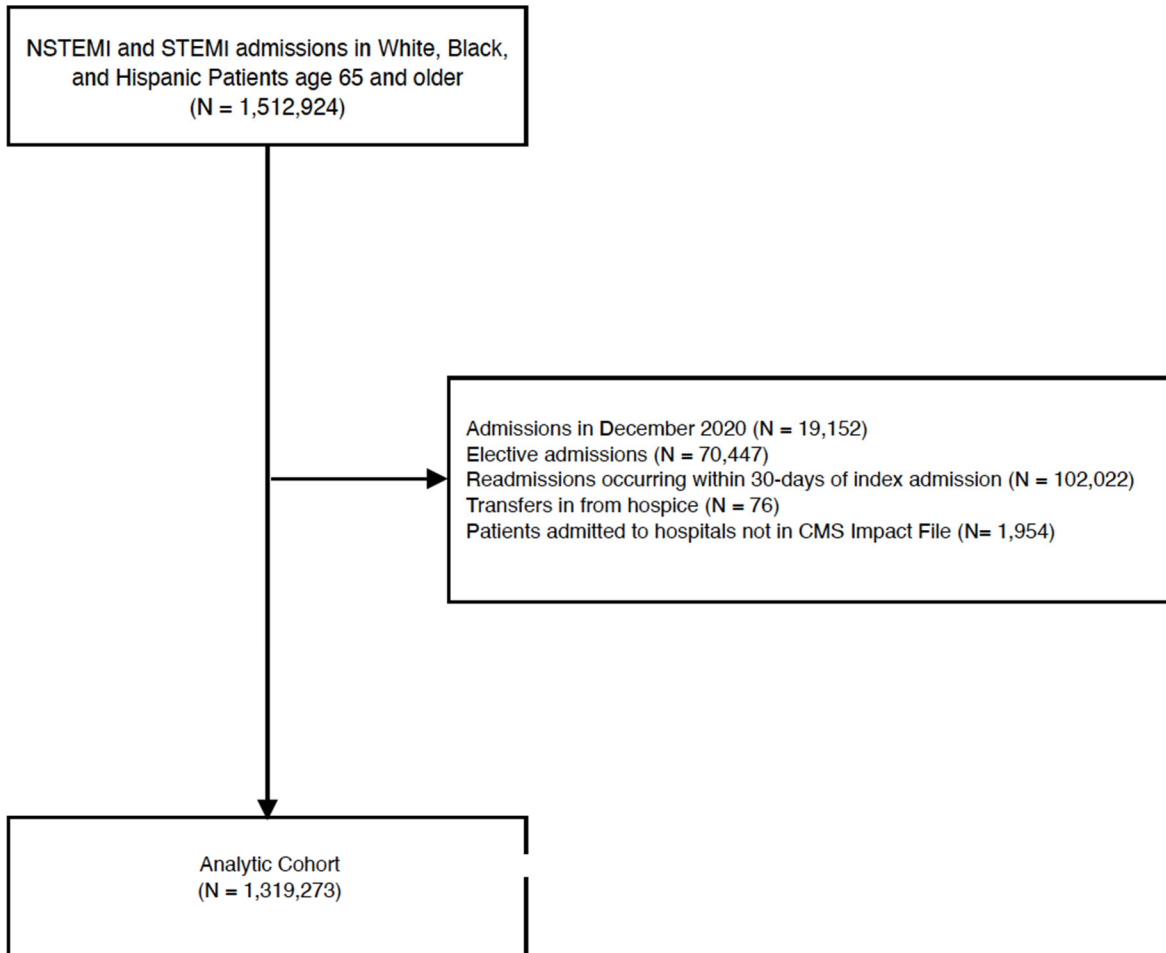 NSTEMI and STEMI admissions in White, Black,
and Hispanic Patients age 65 and older
(N = 1,512,924)
Admissions in December 2020 (N = 19,152)
Elective admissions (N = 70,447)
Readmissions occurring within 30-days of index admission (N = 102,022)
Transfers in from hospice (N = 76)
Patients admitted to hospitals not in CMS Impact File (N= 1,954)
Analytic Cohort
(N = 1,319,273)